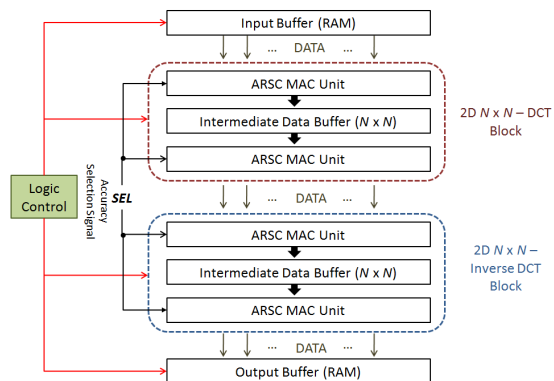 Input Buffer (RAM)
... DATA ...
ARSC MAC Unit
Intermediate Data Buffer (N x N)
ARSC MAC Unit
2D N x N – DCT
Block
Logic
Control
Accuracy
Selection Signal
SEL
... DATA ...
ARSC MAC Unit
Intermediate Data Buffer (N x N)
ARSC MAC Unit
2D N x N –
Inverse DCT
Block
... DATA ...
Output Buffer (RAM)